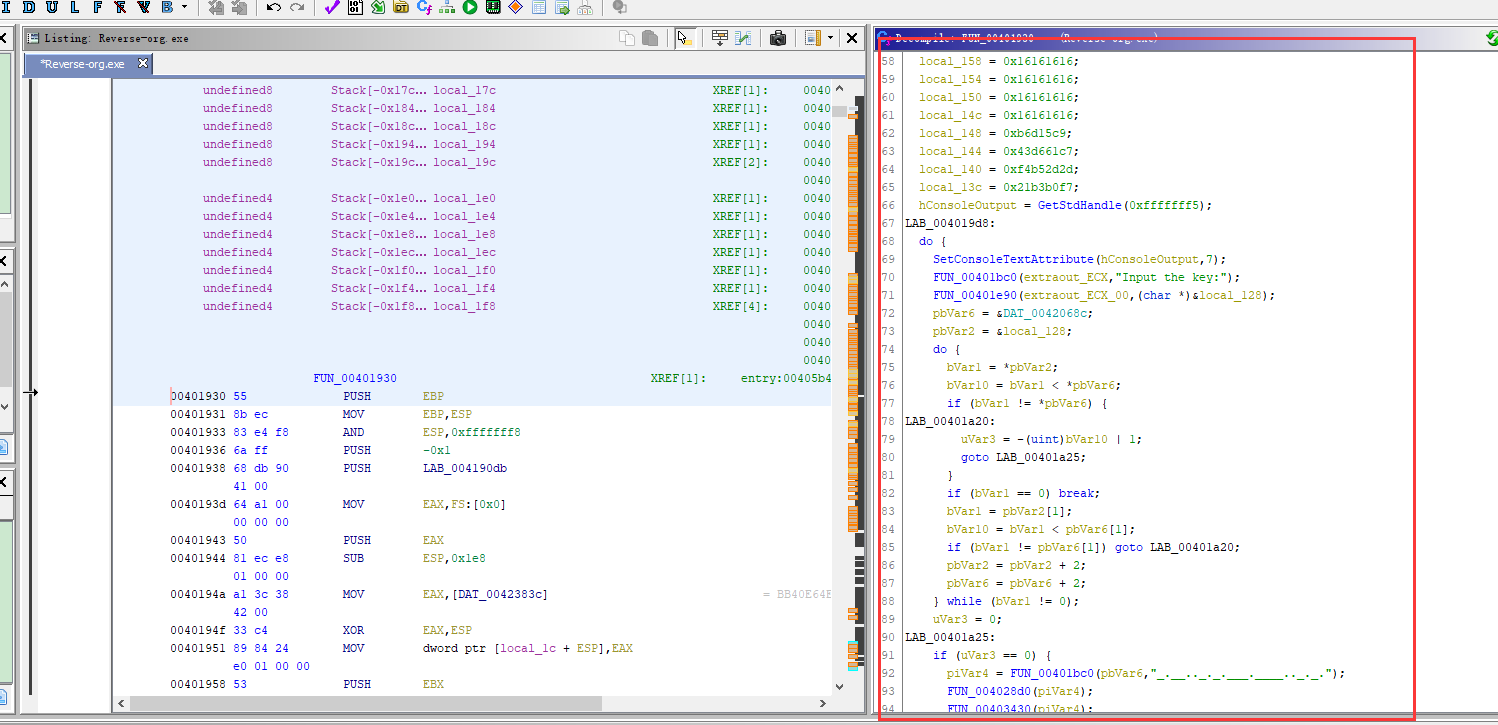 I D U L F
Listing: Reverse-org.exe
*Reverse-org.exe
undefined8 Stack[-0x17c... local_17c XREF[1]: 0040
undefined8 Stack[-0x184... local_184 XREF[1]: 0040
undefined8 Stack[-0x18c... local_18c XREF[1]: 0040
undefined8 Stack[-0x194... local_194 XREF[1]: 0040
undefined8 Stack[-0x19c... local_19c XREF[2]: 0040
0040
undefined4 Stack[-0x1e0... local_1e0 XREF[1]: 0040
undefined4 Stack[-0x1e4... local_1e4 XREF[1]: 0040
undefined4 Stack[-0x1e8... local_1e8 XREF[1]: 0040
undefined4 Stack[-0x1ec... local_1ec XREF[1]: 0040
undefined4 Stack[-0x1f0... local_1f0 XREF[1]: 0040
undefined4 Stack[-0x1f4... local_1f4 XREF[1]: 0040
undefined4 Stack[-0x1f8... local_1f8 XREF[4]: 0040
0040
0040
0040
FUN_00401930 XREF[1]: entry:00405b4
00401930 55 PUSH EBP
00401931 8b ec MOV EBP,ESP
00401933 83 e4 f8 AND ESP,0xfffffff8
00401936 6a ff PUSH -0x1
00401938 68 db 90 PUSH LAB_004190db
41 00
0040193d 64 a1 00 MOV EAX,FS:[0x0]
00 00 00
00401943 50 PUSH EAX
00401944 81 ec e8 SUB ESP,0x1e8
01 00 00
0040194a a1 3c 38 MOV EAX,[DAT_0042383c] = BB40E64E
42 00
0040194f 33 c4 XOR EAX,ESP
00401951 89 84 24 MOV dword ptr [local_1c + ESP],EAX
e0 01 00 00
00401958 53 PUSH EBX
Decompile: FUN_00401930 - (Reverse-org.exe)
58 local_158 = 0x16161616;
59 local_154 = 0x16161616;
60 local_150 = 0x16161616;
61 local_14c = 0x16161616;
62 local_148 = 0xb6d15c9;
63 local_144 = 0x43d661c7;
64 local_140 = 0xf4b52d2d;
65 local_13c = 0x21b3b0f7;
66 hConsoleOutput = GetStdHandle(0xfffffff5);
67 LAB_004019d8:
68 do {
69 SetConsoleTextAttribute(hConsoleOutput,7);
70 FUN_00401bc0(extraout_ECX,"Input the key:");
71 FUN_00401e90(extraout_ECX_00,(char *)&local_128);
72 pbVar6 = &DAT_0042068c;
73 pbVar2 = &local_128;
74 do {
75 bVar1 = *pbVar2;
76 bVar10 = bVar1 < *pbVar6;
77 if (bVar1 != *pbVar6) {
78 LAB_00401a20:
79 uVar3 = -(uint)bVar10 | 1;
80 goto LAB_00401a25;
81 }
82 if (bVar1 == 0) break;
83 bVar1 = pbVar2[1];
84 bVar10 = bVar1 < pbVar6[1];
85 if (bVar1 != pbVar6[1]) goto LAB_00401a20;
86 pbVar2 = pbVar2 + 2;
87 pbVar6 = pbVar6 + 2;
88 } while (bVar1 != 0);
89 uVar3 = 0;
90 LAB_00401a25:
91 if (uVar3 == 0) {
92 piVar4 = FUN_00401bc0(pbVar6,"_.__.._._.___.____.._._.");
93 FUN_004028d0(piVar4);
94 FUN_00403430(piVar4);